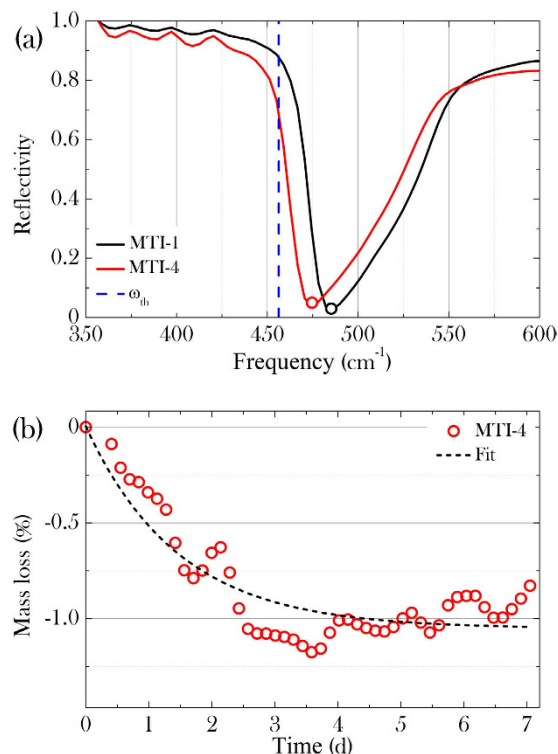 (a)
1.0
0.8
0.6
0.4
0.2
0
Reflectivity
MTI-1
MTI-4
ω_th
350 400 450 500 550 600
Frequency (cm⁻¹)
(b)
0
-0.5
-1.0
Mass loss (%)
MTI-4
Fit
0 1 2 3 4 5 6 7
Time (d)